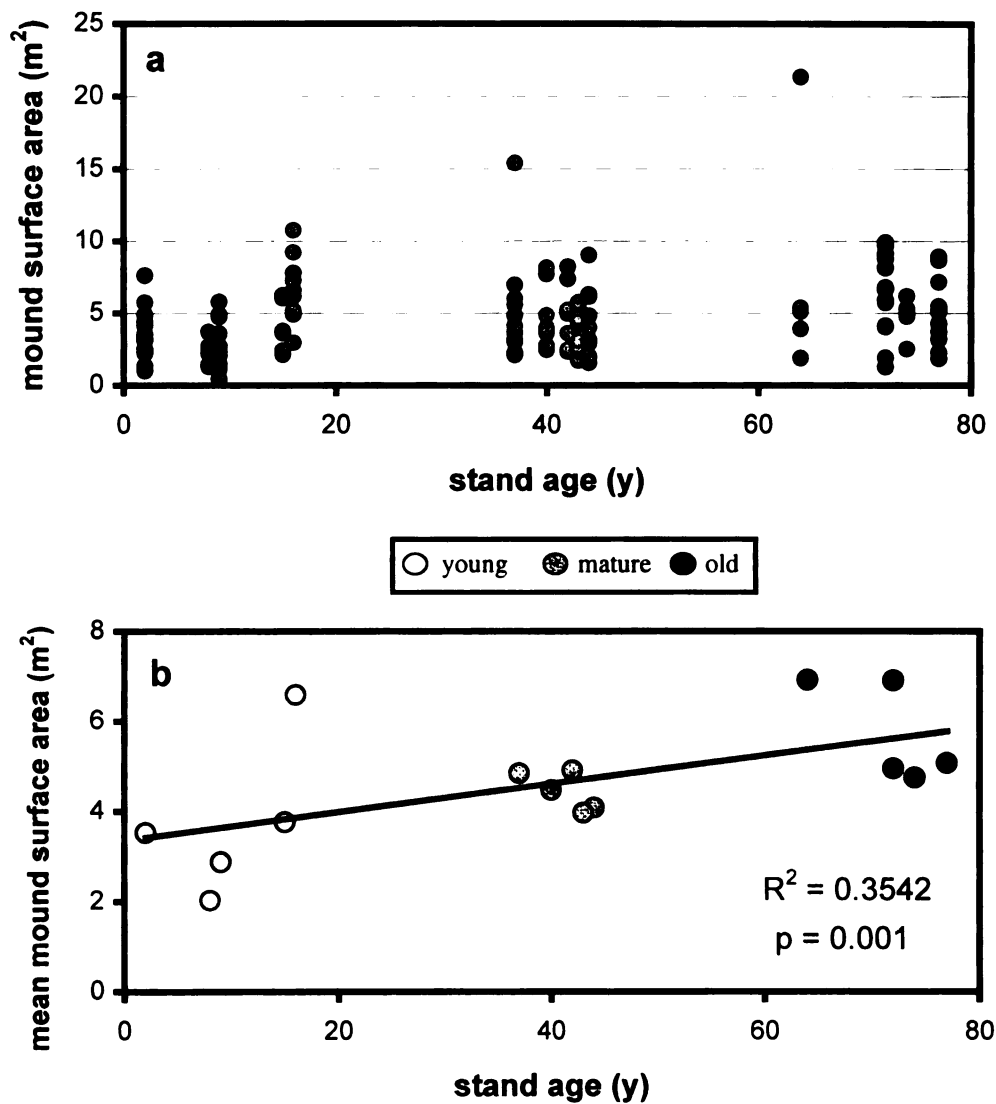 a
mound surface area (m²)
25
20
15
10
5
0
0 20 40 60 80
stand age (y)
young mature old
b
mean mound surface area (m²)
8
6
4
2
0
R² = 0.3542
p = 0.001
0 20 40 60 80
stand age (y)